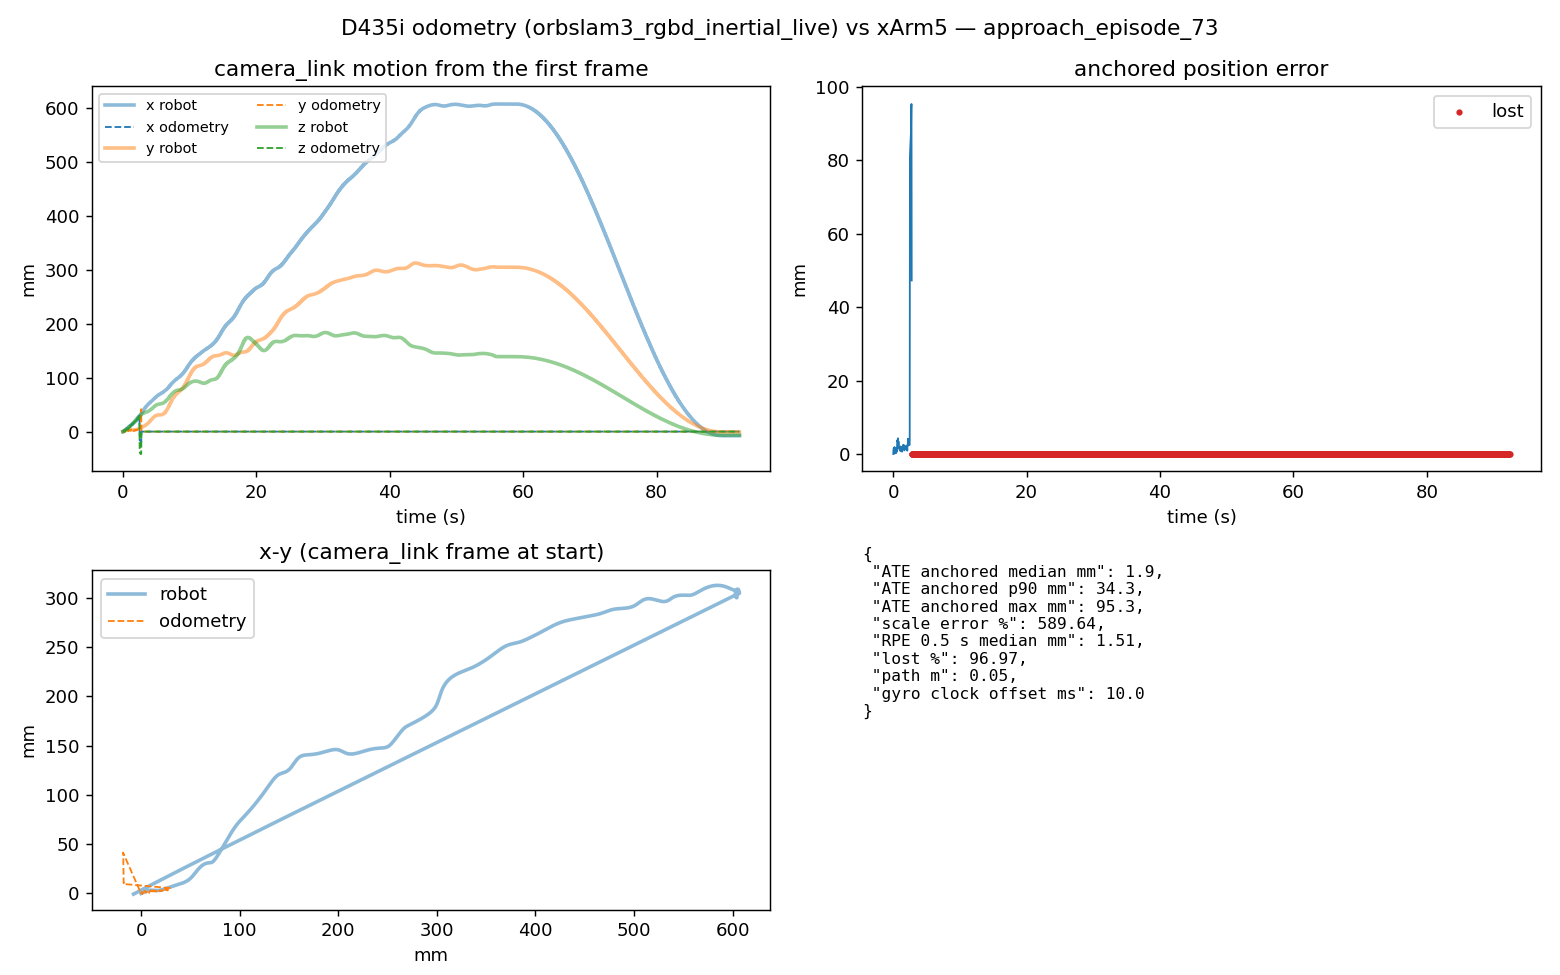 D435i odometry (orbslam3_rgbd_inertial_live) vs xArm5 — approach_episode_73
camera_link motion from the first frame
600
500
400
300
200
100
0
mm
x robot
x odometry
y robot
y odometry
z robot
z odometry
0
20
40
60
80
time (s)
anchored position error
100
80
60
40
20
0
mm
lost
0
20
40
60
80
time (s)
x-y (camera_link frame at start)
300
250
200
150
100
50
0
mm
robot
odometry
0
100
200
300
400
500
600
mm
{
"ATE anchored median mm": 1.9,
"ATE anchored p90 mm": 34.3,
"ATE anchored max mm": 95.3,
"scale error %": 589.64,
"RPE 0.5 s median mm": 1.51,
"lost %": 96.97,
"path m": 0.05,
"gyro clock offset ms": 10.0
}